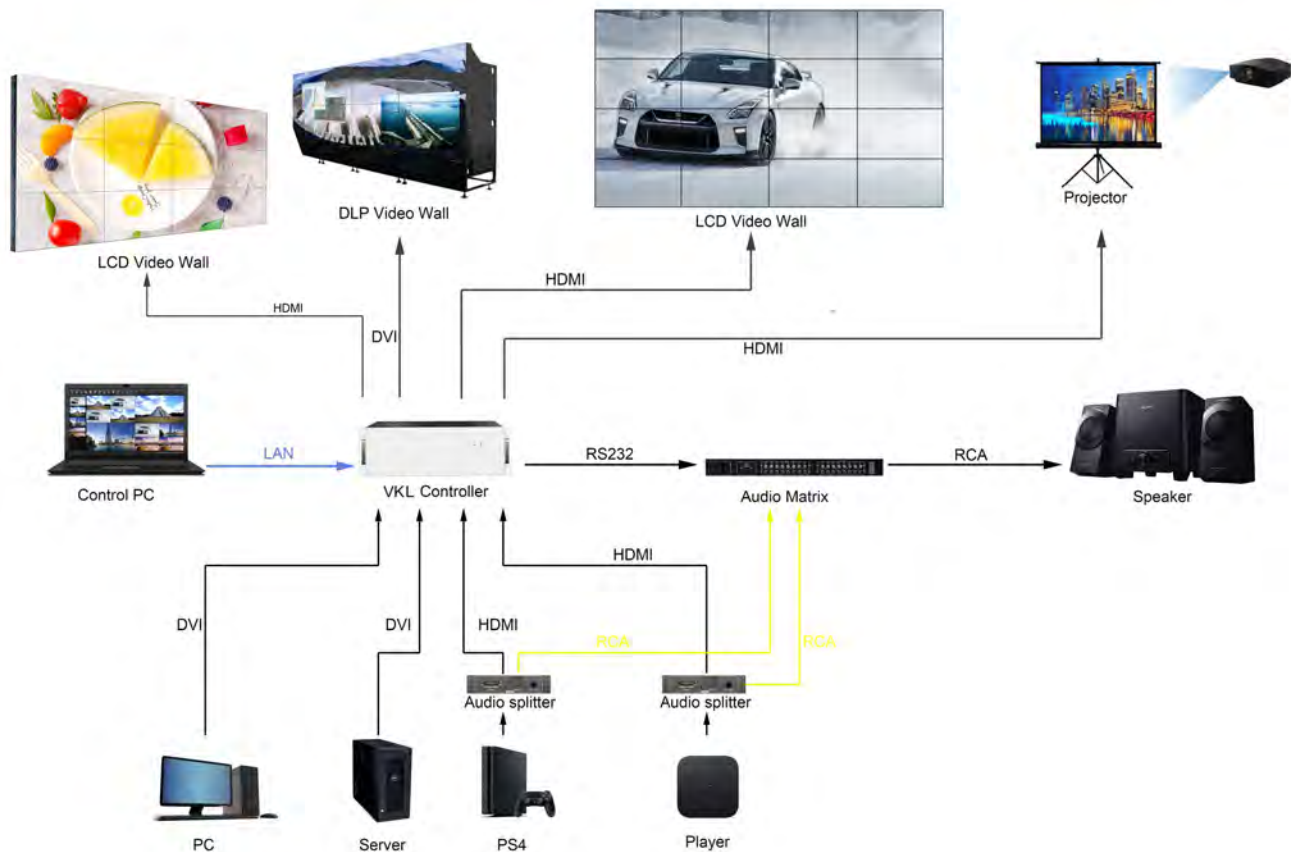 DLP Video Wall
LCD Video Wall
Projector
LCD Video Wall
HDMI
HDMI
DVI
HDMI
LAN
RS232
RCA
Control PC
VKL Controller
Audio Matrix
Speaker
HDMI
DVI
DVI
HDMI
RCA
RCA
Audio splitter
Audio splitter
PC
Server
PS4
Player